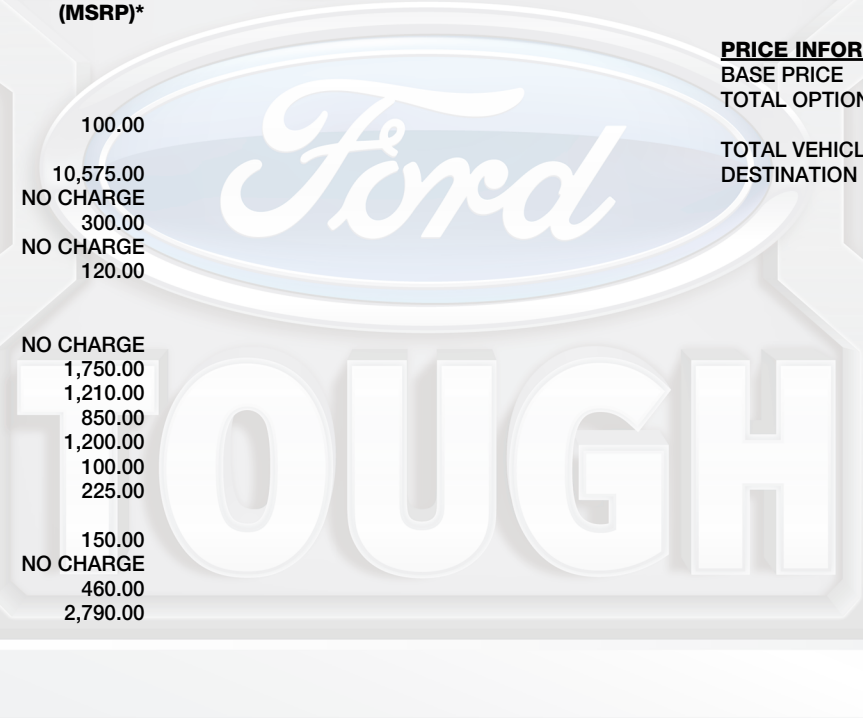 (MSRP)*
100.00
10,575.00
NO CHARGE
300.00
NO CHARGE
120.00
NO CHARGE
1,750.00
1,210.00
850.00
1,200.00
100.00
225.00
150.00
NO CHARGE
460.00
2,790.00
PRICE INFOR
BASE PRICE
TOTAL OPTION
TOTAL VEHICL
DESTINATION
Ford
TOUGH